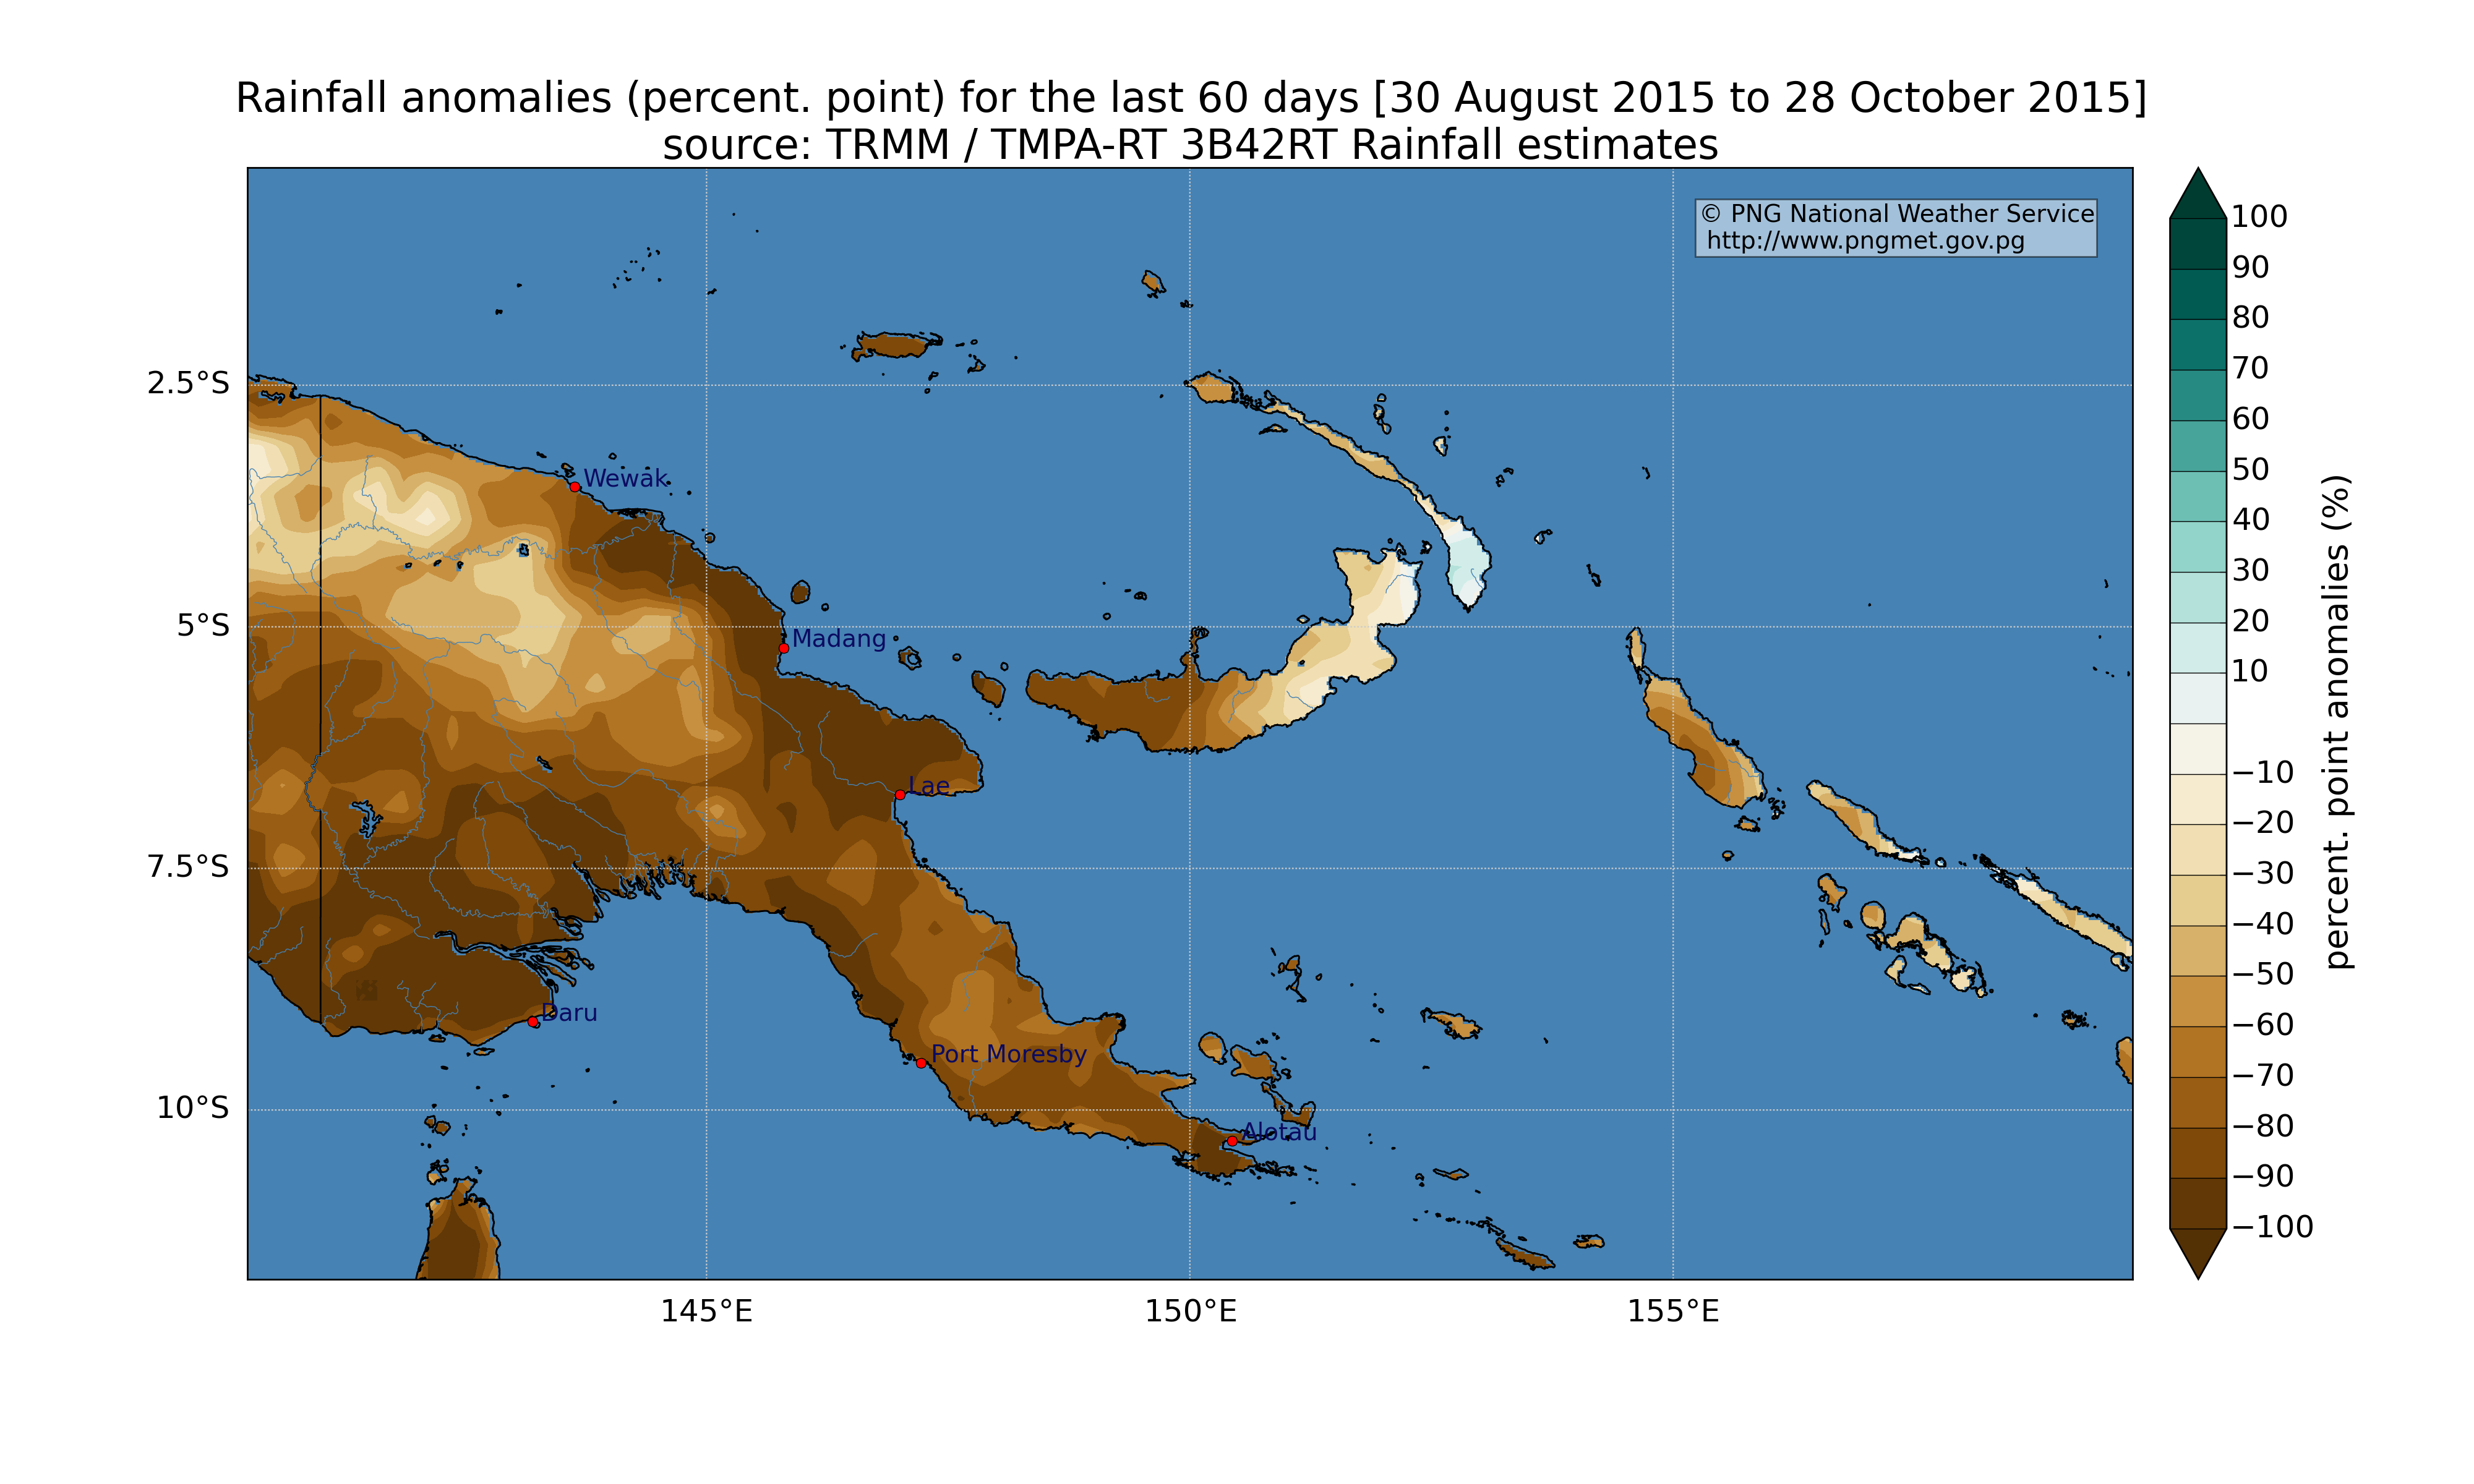 Rainfall anomalies (percent. point) for the last 60 days [30 August 2015 to 28 October 2015]
source: TRMM / TMPA-RT 3B42RT Rainfall estimates
© PNG National Weather Service
http://www.pngmet.gov.pg
2.5°S
5°S
7.5°S
10°S
Wewak
Madang
Lae
Daru
Port Moresby
Alotau
145°E
150°E
155°E
100
90
80
70
60
50
40
30
20
10
−10
−20
−30
−40
−50
−60
−70
−80
−90
−100
percent. point anomalies (%)